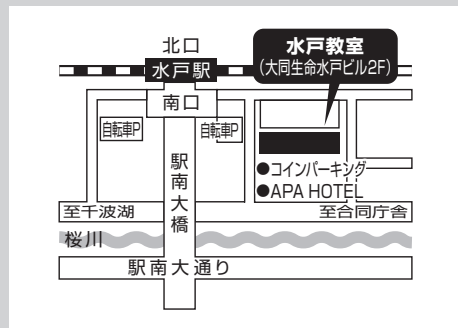 北口
水戸駅
南口
水戸教室
(大同生命水戸ビル2F)
自転車P
自転車P
駅南大橋
●コインパーキング
●APA HOTEL
至千波湖
至合同庁舎
桜川
駅南大通り